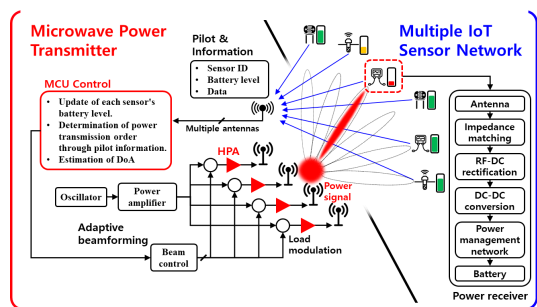 Microwave Power
Transmitter
Pilot &
Information
• Sensor ID
• Battery level
• Data
Multiple IoT
Sensor Network
MCU Control
• Update of each sensor's
battery level.
• Determination of power
transmission order
through pilot information.
• Estimation of DoA
Multiple antennas
HPA
Power
signal
Oscillator
Power
amplifier
Adaptive
beamforming
Beam
control
Load
modulation
Antenna
Impedance
matching
RF-DC
rectification
DC-DC
conversion
Power
management
network
Battery
Power receiver